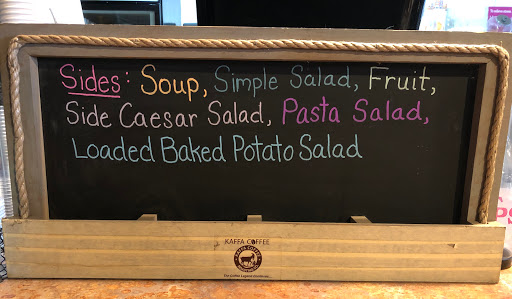 Sides: Soup, Simple Salad, Fruit,
Side Caesar Salad, Pasta Salad,
Loaded Baked Potato Salad
KAFFA COFFEE